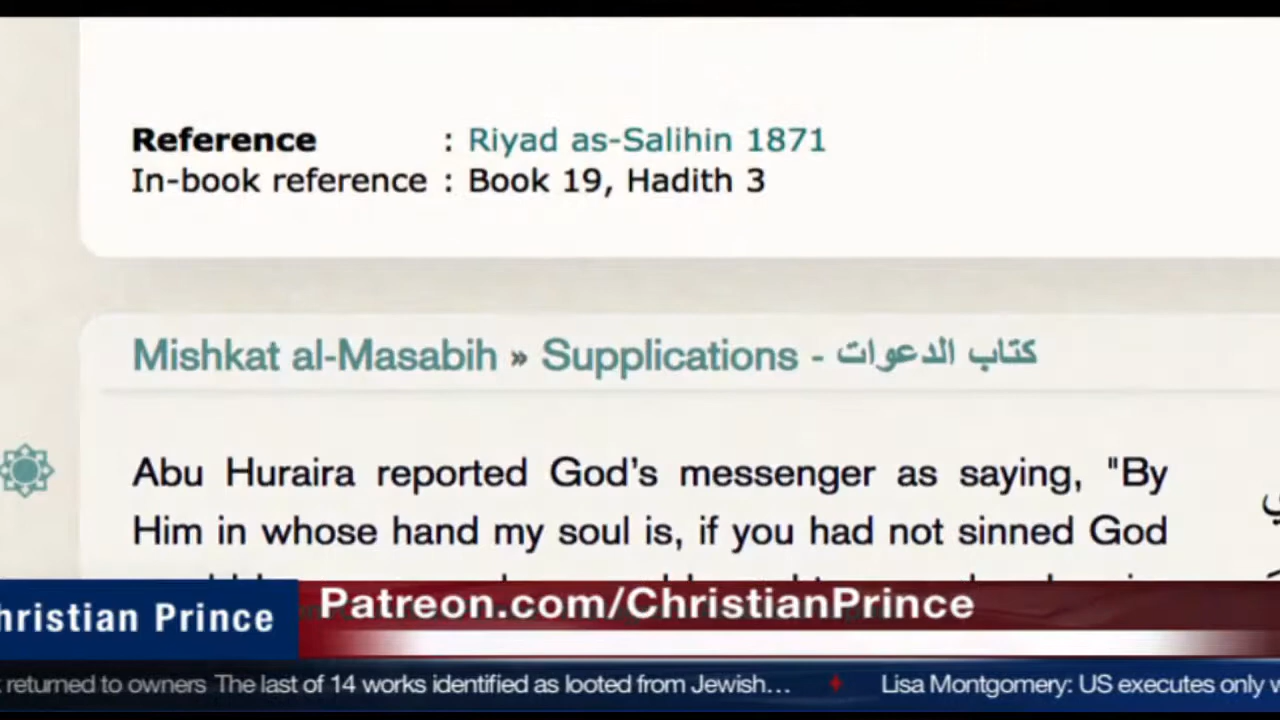 Reference : Riyad as-Salihin 1871
In-book reference : Book 19, Hadith 3
Mishkat al-Masabih » Supplications - كتاب الدعوات
Abu Huraira reported God's messenger as saying, "By
Him in whose hand my soul is, if you had not sinned God
hristian Prince
Patreon.com/ChristianPrince
returned to owners The last of 14 works identified as looted from Jewish... Lisa Montgomery: US executes only